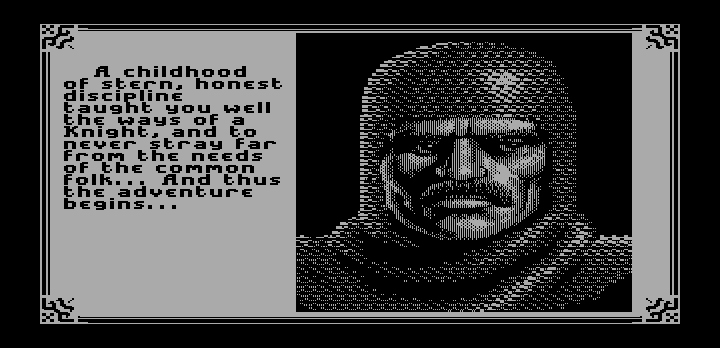 A childhood
of stern, honest
discipline
taught you well
the ways of a
Knight, and to
never stray far
from the needs
of the common
folk... And thus
the adventure
begins...